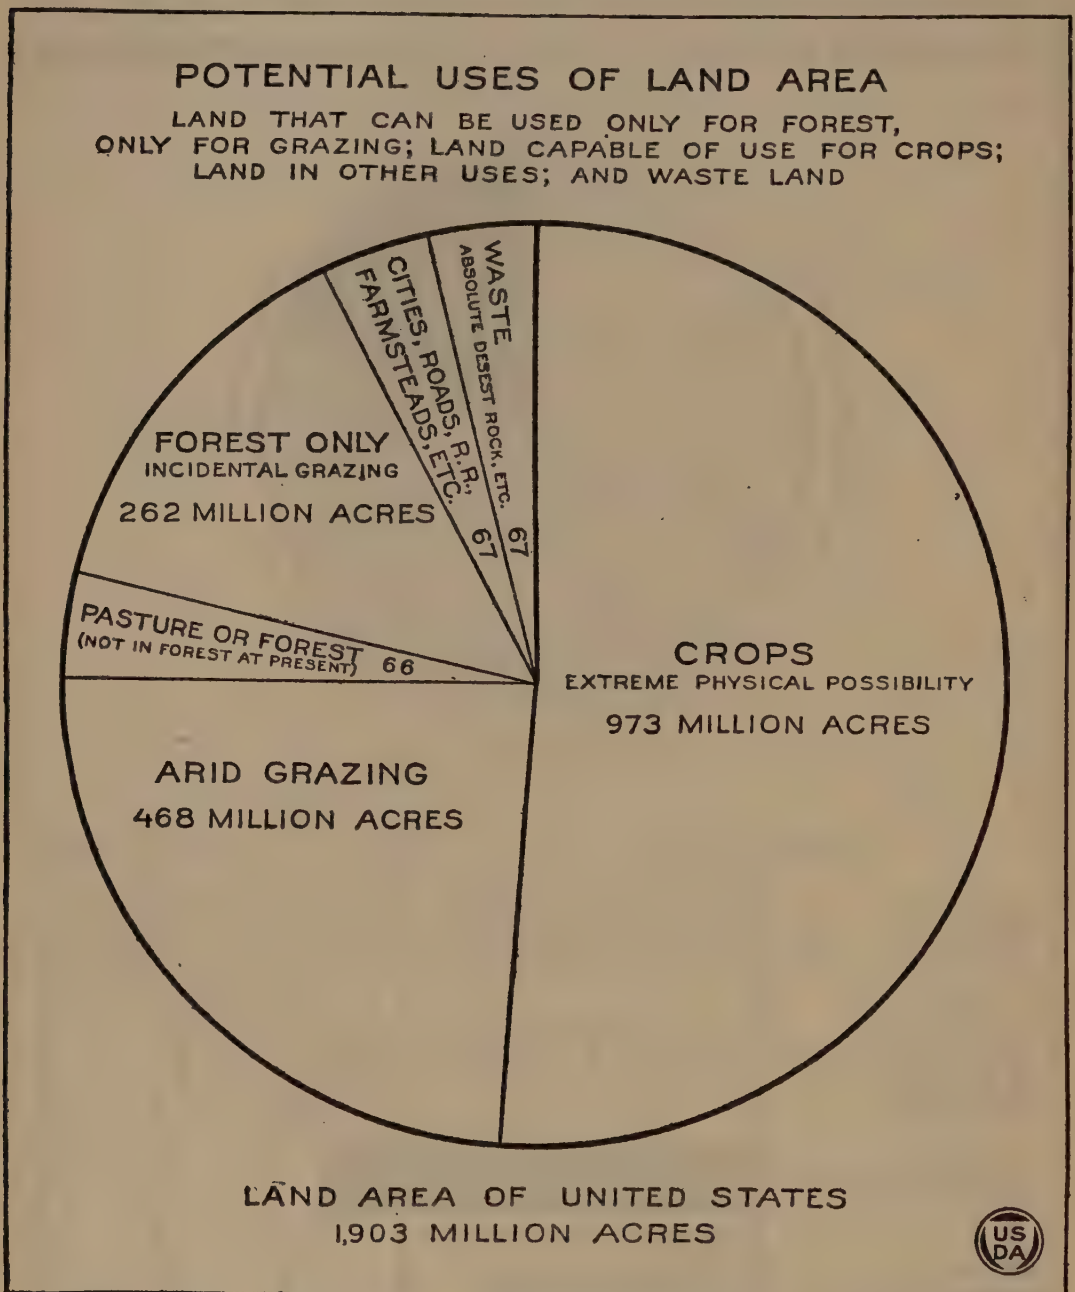 POTENTIAL USES OF LAND AREA
LAND THAT CAN BE USED ONLY FOR FOREST,
ONLY FOR GRAZING; LAND CAPABLE OF USE FOR CROPS;
LAND IN OTHER USES; AND WASTE LAND
WASTE
ABSOLUTE DESEST ROCK, ETC. 67
CITIES, ROADS, R.R.,
FARMSTEADS, ETC. 67
FOREST ONLY
INCIDENTAL GRAZING
262 MILLION ACRES
PASTURE OR FOREST
(NOT IN FOREST AT PRESENT) 66
CROPS
EXTREME PHYSICAL POSSIBILITY
973 MILLION ACRES
ARID GRAZING
468 MILLION ACRES
LAND AREA OF UNITED STATES
1,903 MILLION ACRES
US
DA